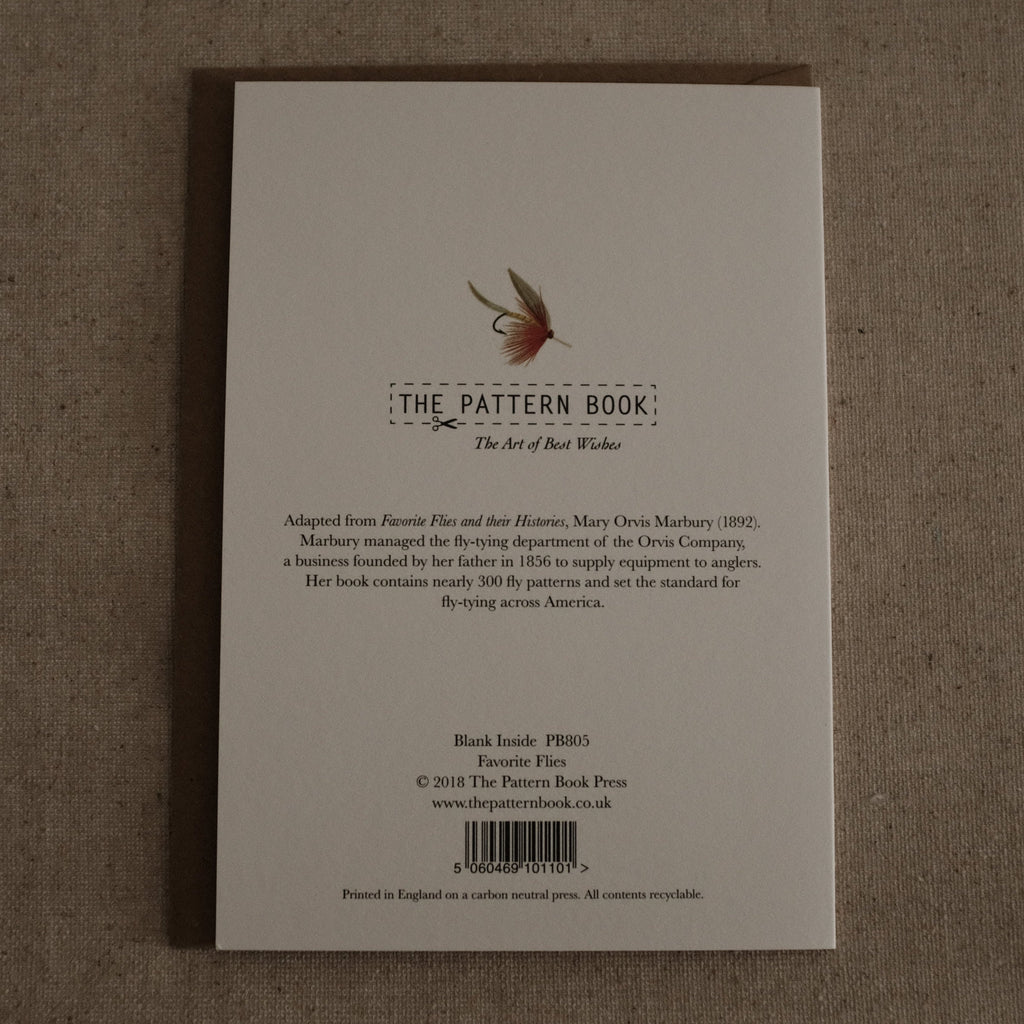 THE PATTERN BOOK
The Art of Best Wishes
Adapted from Favorite Flies and their Histories, Mary Orvis Marbury (1892).
Marbury managed the fly-tying department of the Orvis Company,
a business founded by her father in 1856 to supply equipment to anglers.
Her book contains nearly 300 fly patterns and set the standard for
fly-tying across America.
Blank Inside PB805
Favorite Flies
© 2018 The Pattern Book Press
www.thepatternbook.co.uk
5 060469 101101 >
Printed in England on a carbon neutral press. All contents recyclable.